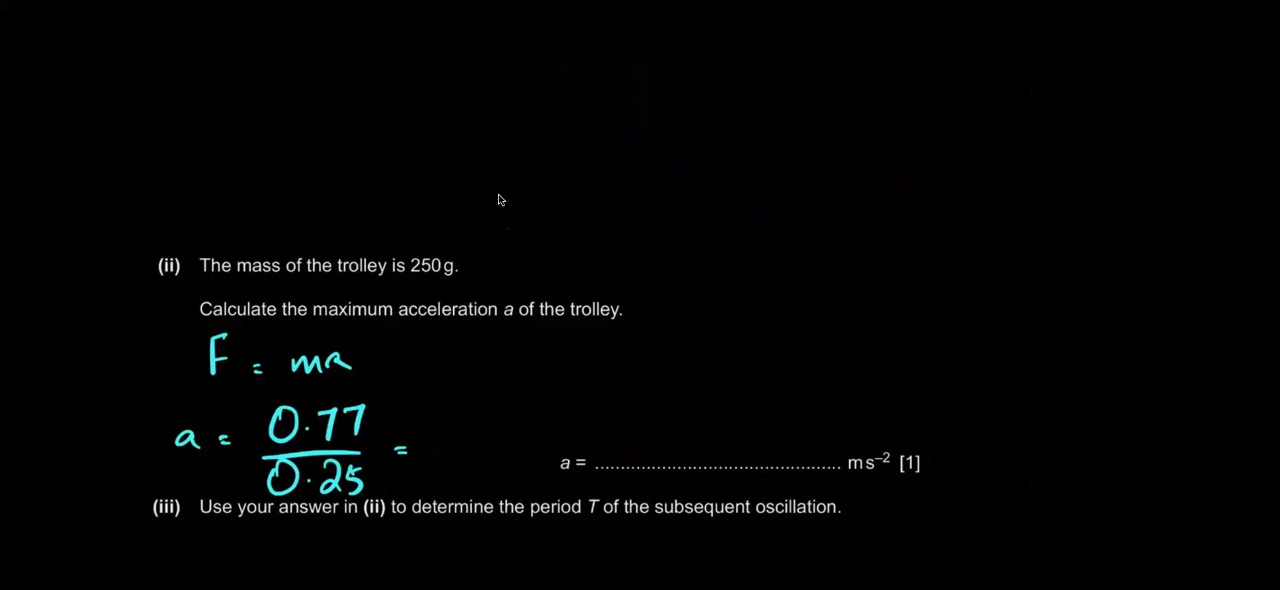 (ii) The mass of the trolley is 250 g.
Calculate the maximum acceleration a of the trolley.
F = ma
a = 0.77 / 0.25 =
a = ............................................... m s⁻² [1]
(iii) Use your answer in (ii) to determine the period T of the subsequent oscillation.